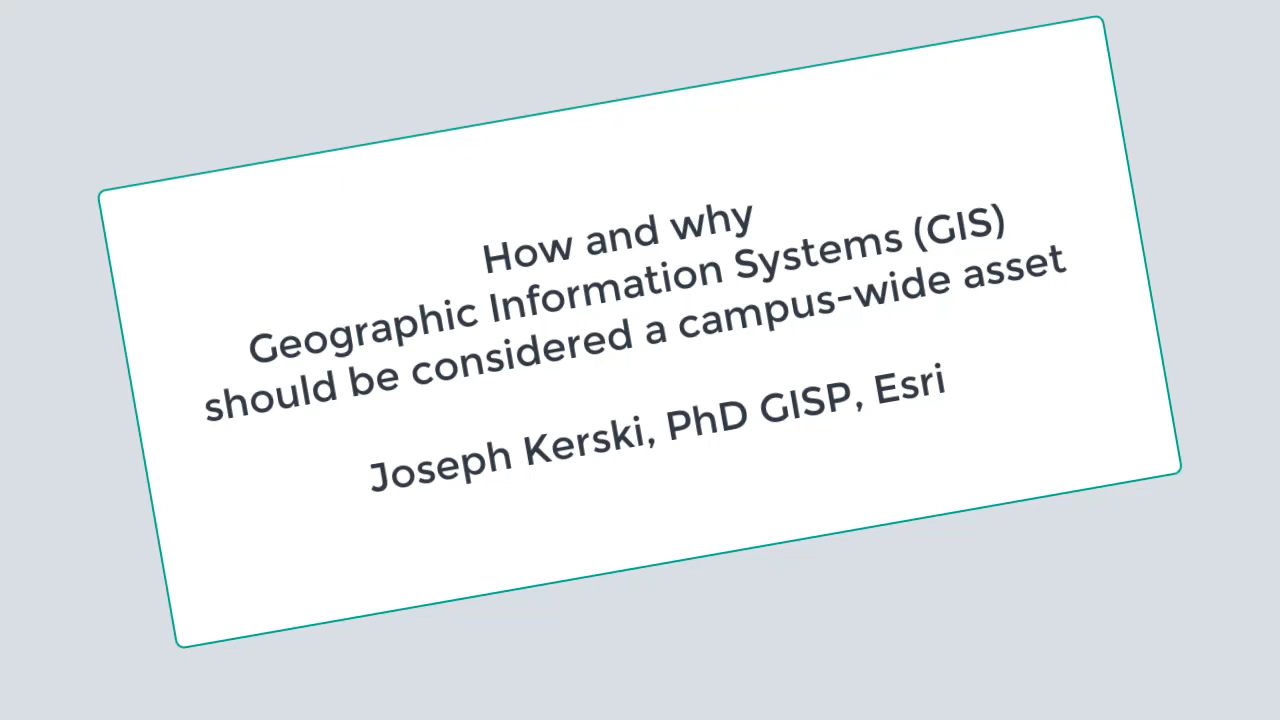 How and why
Geographic Information Systems (GIS)
should be considered a campus-wide asset
Joseph Kerski, PhD GISP, Esri